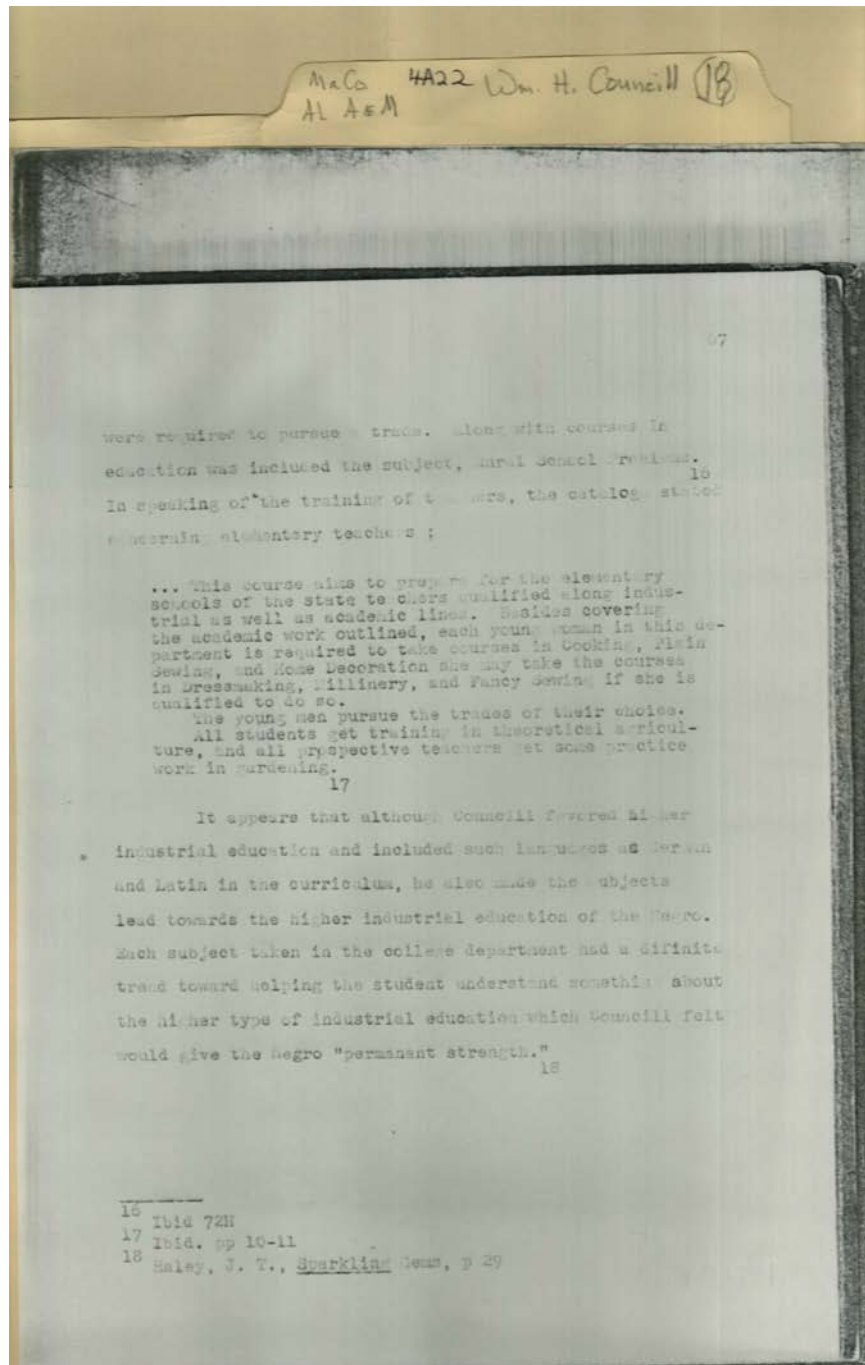 MaCo 4A22 Wm. H. Councill 18
AL A&M
67
were required to pursue a trade. Along with courses in
education was included the subject, Rural School Problems.
16
In speaking of the training of teachers, the catalogs stated
concerning elementary teachers ;
... This course aims to prepare for the elementary
schools of the state teachers qualified along indus-
trial as well as academic lines. Besides covering
the academic work outlined, each young woman in this de-
partment is required to take courses in Cooking, Plain
Sewing, and Home Decoration she may take the courses
in Dressmaking, Millinery, and Fancy Sewing if she is
qualified to do so.
The young men pursue the trades of their choice.
All students get training in theoretical agricul-
ture, and all prospective teachers get some practice
work in gardening.
17
It appears that although Councill favored higher
industrial education and included such languages as German
and Latin in the curriculum, he also made the subjects
lead towards the higher industrial education of the Negro.
Each subject taken in the college department had a difinite
trend toward helping the student understand something about
the higher type of industrial education which Councill felt
would give the Negro "permanant strength."
18
16 Ibid 72H
17 Ibid. pp 10-11
18 Haley, J. T., Sparkling Gems, p 29